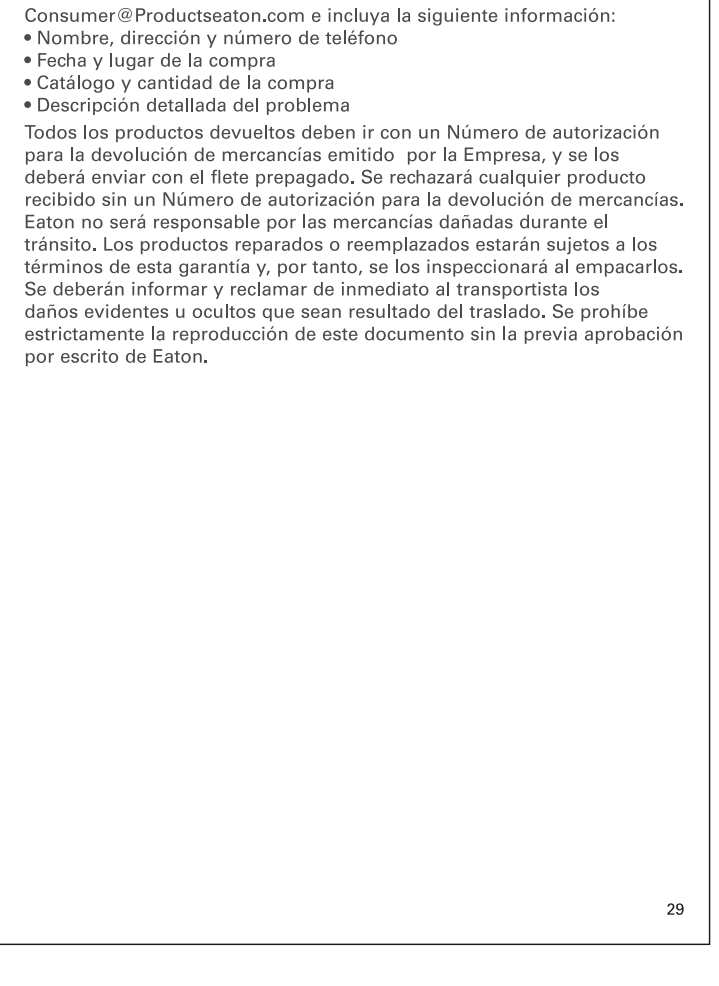 Consumer@Productseaton.com e incluya la siguiente información:
• Nombre, dirección y número de teléfono
• Fecha y lugar de la compra
• Catálogo y cantidad de la compra
• Descripción detallada del problema
Todos los productos devueltos deben ir con un Número de autorización
para la devolución de mercancías emitido  por la Empresa, y se los
deberá enviar con el flete prepagado. Se rechazará cualquier producto
recibido sin un Número de autorización para la devolución de mercancías.
Eaton no será responsable por las mercancías dañadas durante el
tránsito. Los productos reparados o reemplazados estarán sujetos a los
términos de esta garantía y, por tanto, se los inspeccionará al empacarlos.
Se deberán informar y reclamar de inmediato al transportista los
daños evidentes u ocultos que sean resultado del traslado. Se prohíbe
estrictamente la reproducción de este documento sin la previa aprobación
por escrito de Eaton.
29